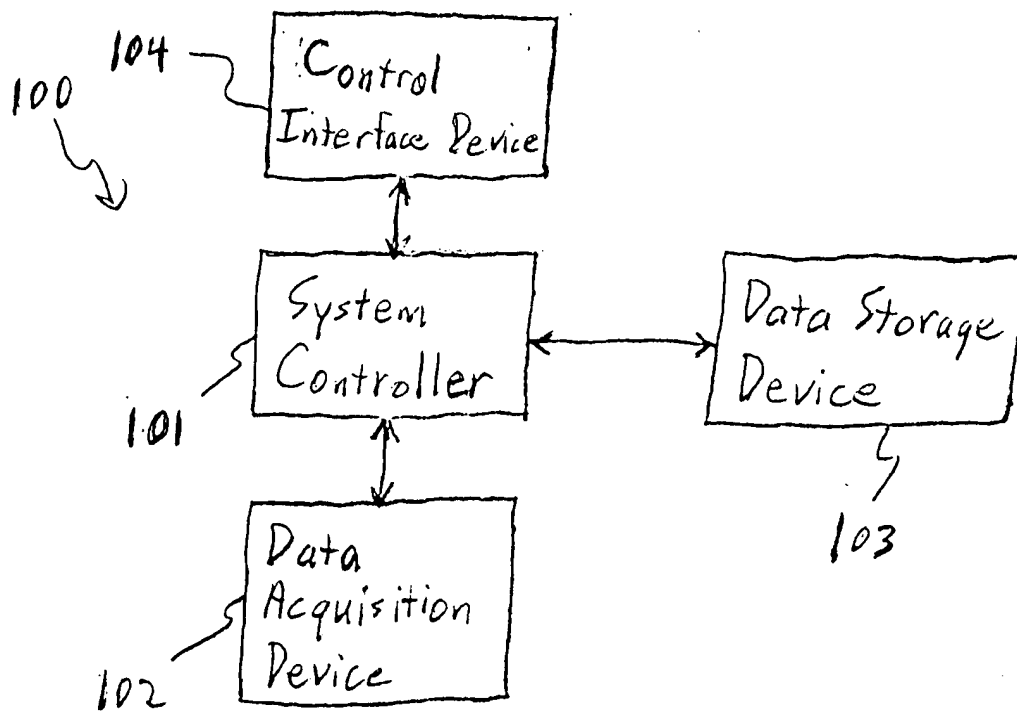 104
100
Control
Interface Device
System
Controller
101
Data Storage
Device
103
Data
Acquisition
Device
102